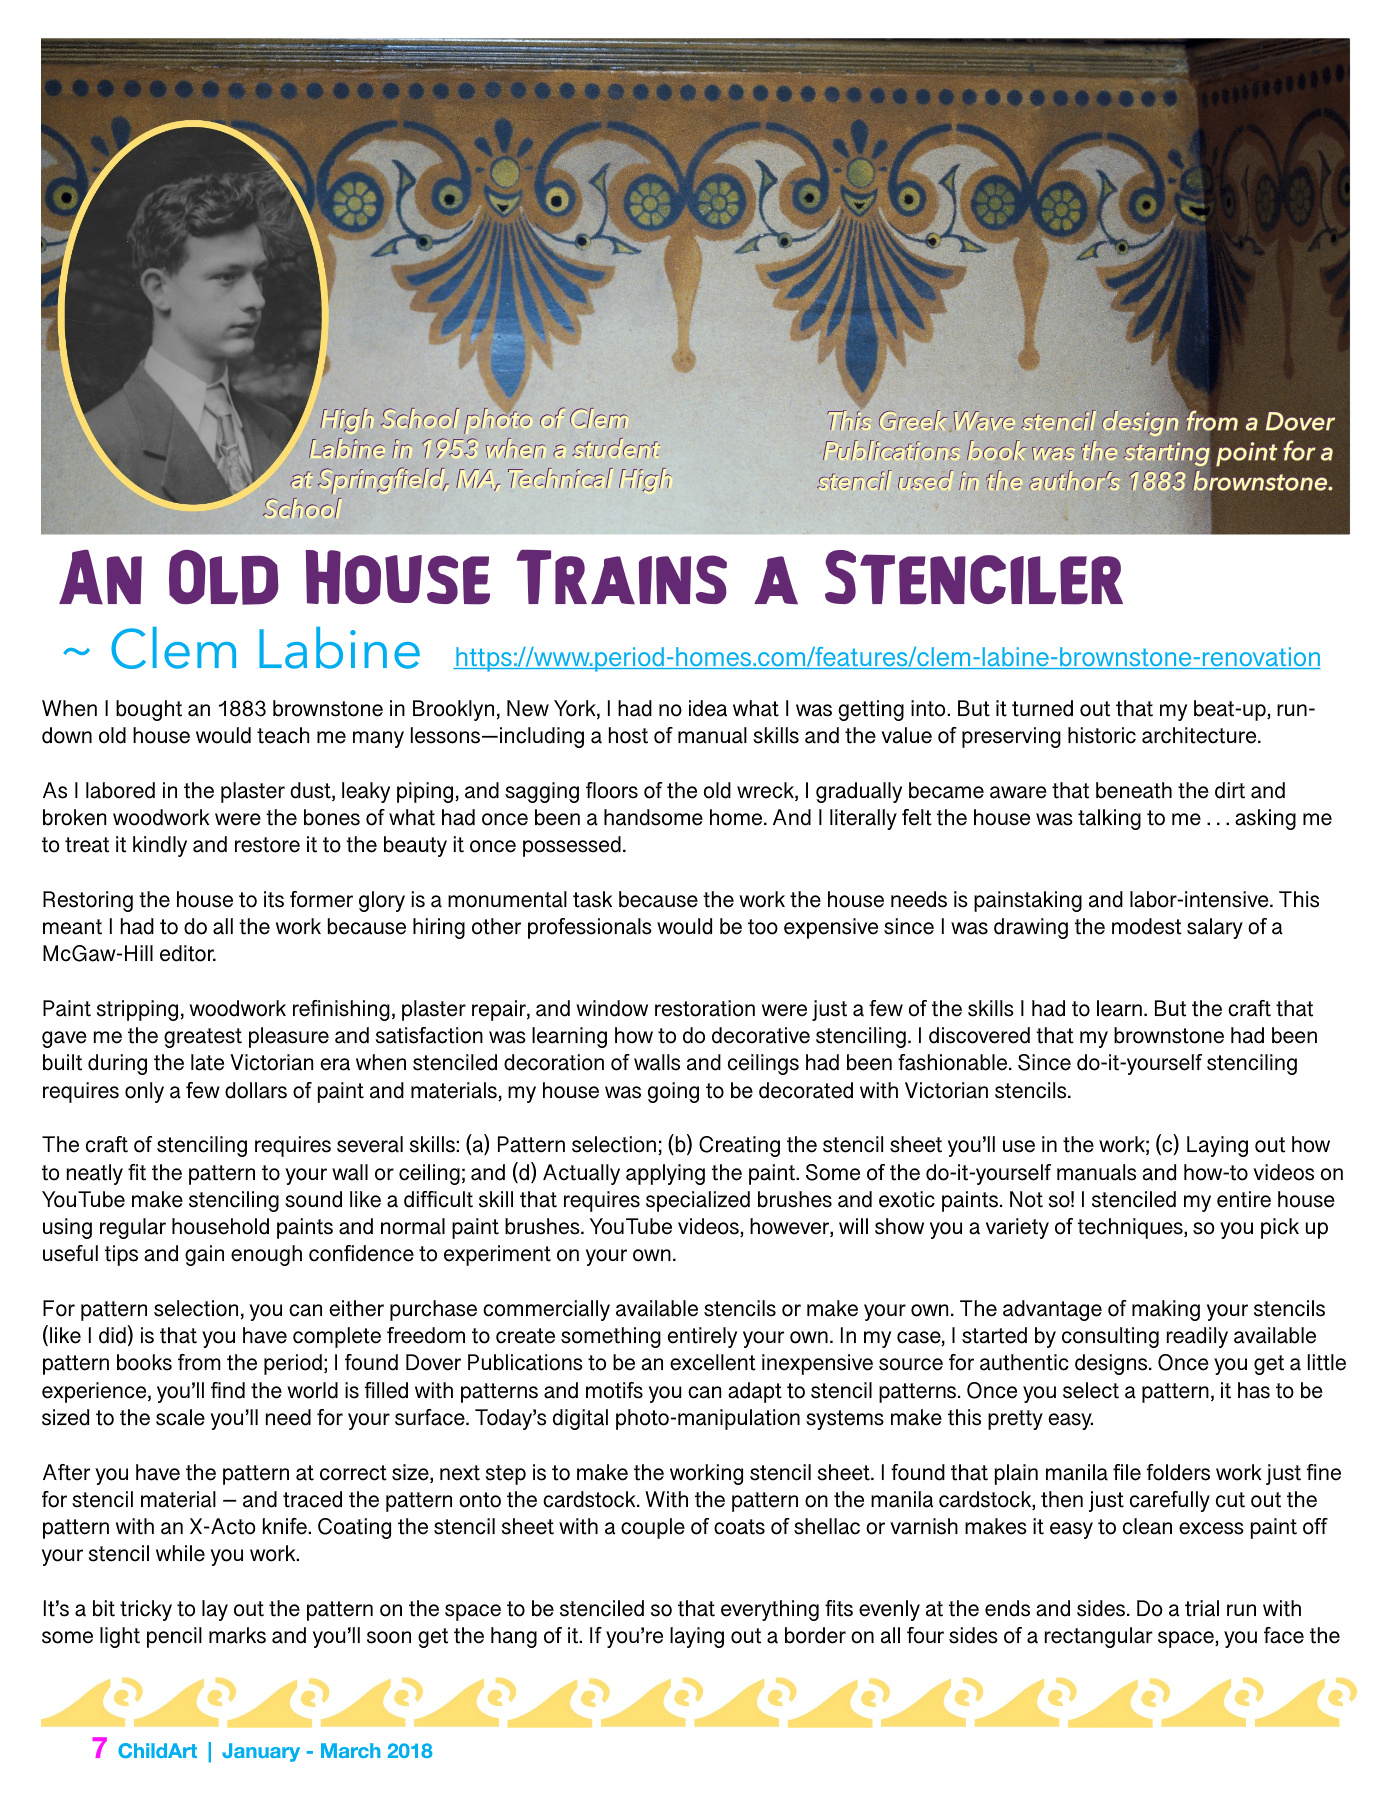 High School photo of Clem
Labine in 1953 when a student
at Springfield, MA, Technical High
School
This Greek Wave stencil design from a Dover
Publications book was the starting point for a
stencil used in the author's 1883 brownstone.
An Old House Trains a Stenciler
~ Clem Labine https://www.period-homes.com/features/clem-labine-brownstone-renovation
When I bought an 1883 brownstone in Brooklyn, New York, I had no idea what I was getting into. But it turned out that my beat-up, run-
down old house would teach me many lessons—including a host of manual skills and the value of preserving historic architecture.
As I labored in the plaster dust, leaky piping, and sagging floors of the old wreck, I gradually became aware that beneath the dirt and
broken woodwork were the bones of what had once been a handsome home. And I literally felt the house was talking to me . . . asking me
to treat it kindly and restore it to the beauty it once possessed.
Restoring the house to its former glory is a monumental task because the work the house needs is painstaking and labor-intensive. This
meant I had to do all the work because hiring other professionals would be too expensive since I was drawing the modest salary of a
McGaw-Hill editor.
Paint stripping, woodwork refinishing, plaster repair, and window restoration were just a few of the skills I had to learn. But the craft that
gave me the greatest pleasure and satisfaction was learning how to do decorative stenciling. I discovered that my brownstone had been
built during the late Victorian era when stenciled decoration of walls and ceilings had been fashionable. Since do-it-yourself stenciling
requires only a few dollars of paint and materials, my house was going to be decorated with Victorian stencils.
The craft of stenciling requires several skills: (a) Pattern selection; (b) Creating the stencil sheet you'll use in the work; (c) Laying out how
to neatly fit the pattern to your wall or ceiling; and (d) Actually applying the paint. Some of the do-it-yourself manuals and how-to videos on
YouTube make stenciling sound like a difficult skill that requires specialized brushes and exotic paints. Not so! I stenciled my entire house
using regular household paints and normal paint brushes. YouTube videos, however, will show you a variety of techniques, so you pick up
useful tips and gain enough confidence to experiment on your own.
For pattern selection, you can either purchase commercially available stencils or make your own. The advantage of making your stencils
(like I did) is that you have complete freedom to create something entirely your own. In my case, I started by consulting readily available
pattern books from the period; I found Dover Publications to be an excellent inexpensive source for authentic designs. Once you get a little
experience, you'll find the world is filled with patterns and motifs you can adapt to stencil patterns. Once you select a pattern, it has to be
sized to the scale you'll need for your surface. Today's digital photo-manipulation systems make this pretty easy.
After you have the pattern at correct size, next step is to make the working stencil sheet. I found that plain manila file folders work just fine
for stencil material – and traced the pattern onto the cardstock. With the pattern on the manila cardstock, then just carefully cut out the
pattern with an X-Acto knife. Coating the stencil sheet with a couple of coats of shellac or varnish makes it easy to clean excess paint off
your stencil while you work.
It's a bit tricky to lay out the pattern on the space to be stenciled so that everything fits evenly at the ends and sides. Do a trial run with
some light pencil marks and you'll soon get the hang of it. If you're laying out a border on all four sides of a rectangular space, you face the
7 ChildArt | January - March 2018